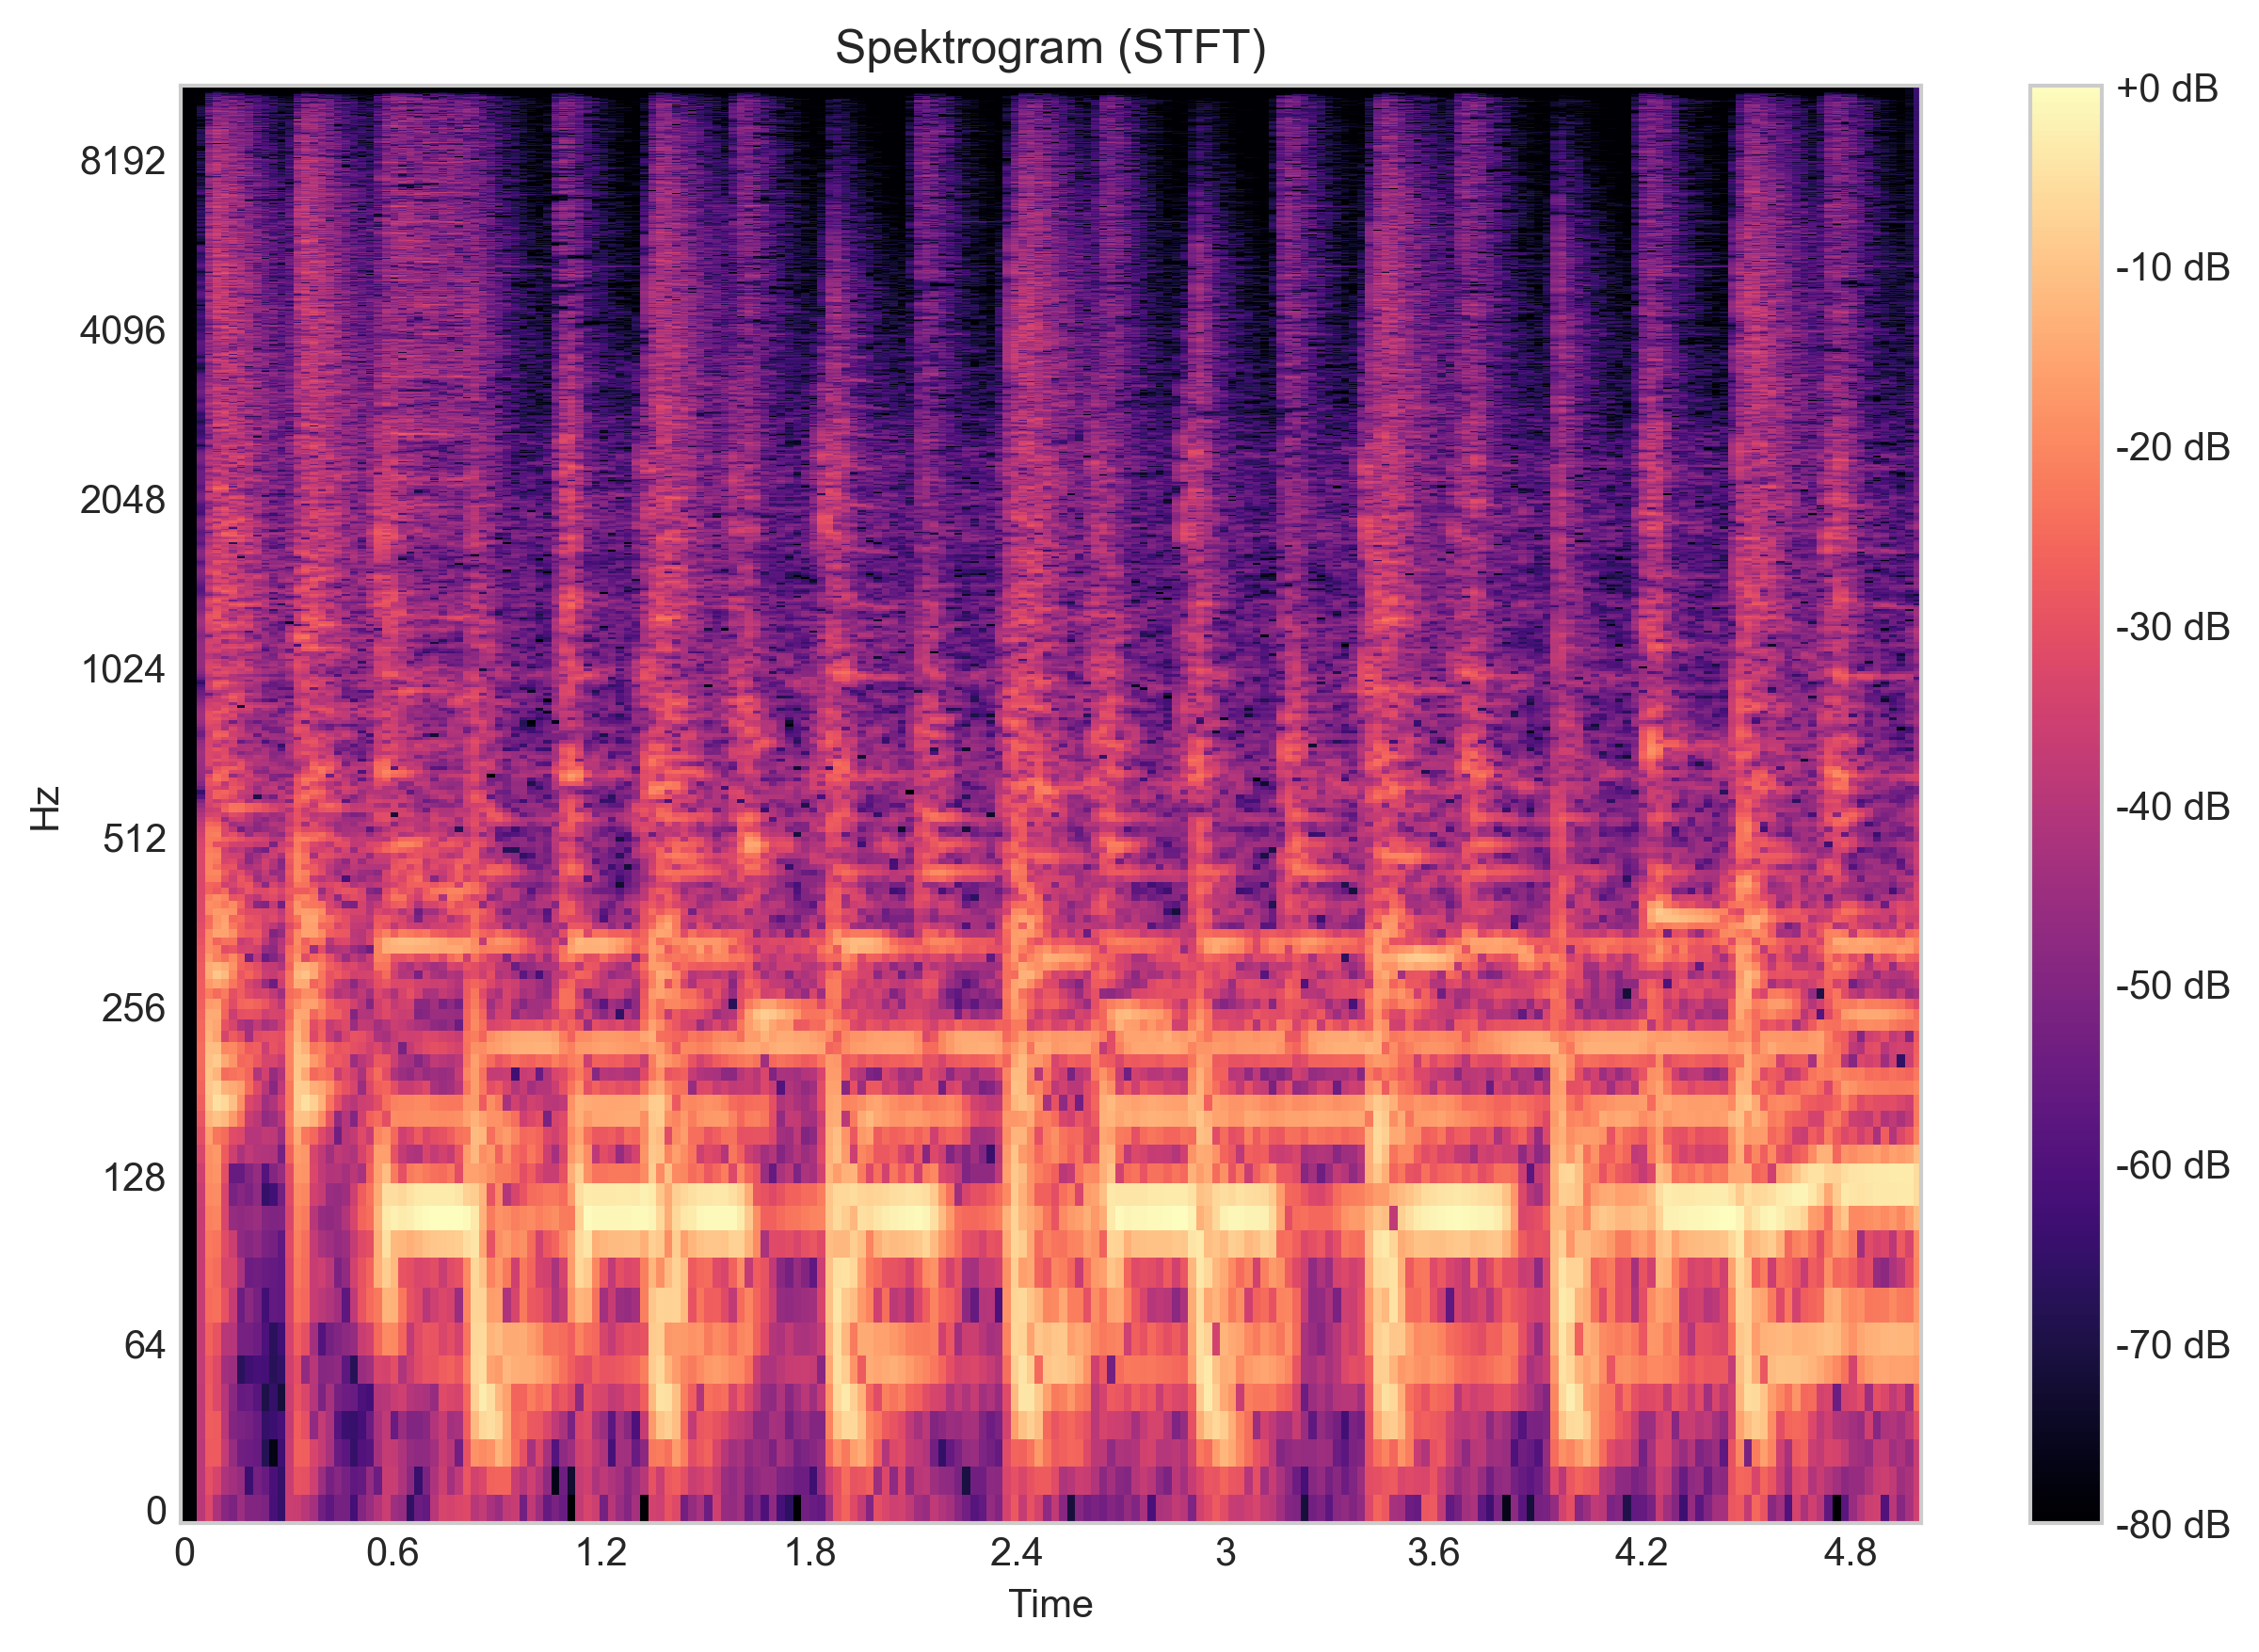 Spektrogram (STFT)
+0 dB
8192
-10 dB
4096
-20 dB
2048
-30 dB
1024
-40 dB
Hz
512
-50 dB
256
-60 dB
128
-70 dB
64
0
-80 dB
0 0.6 1.2 1.8 2.4 3 3.6 4.2 4.8
Time